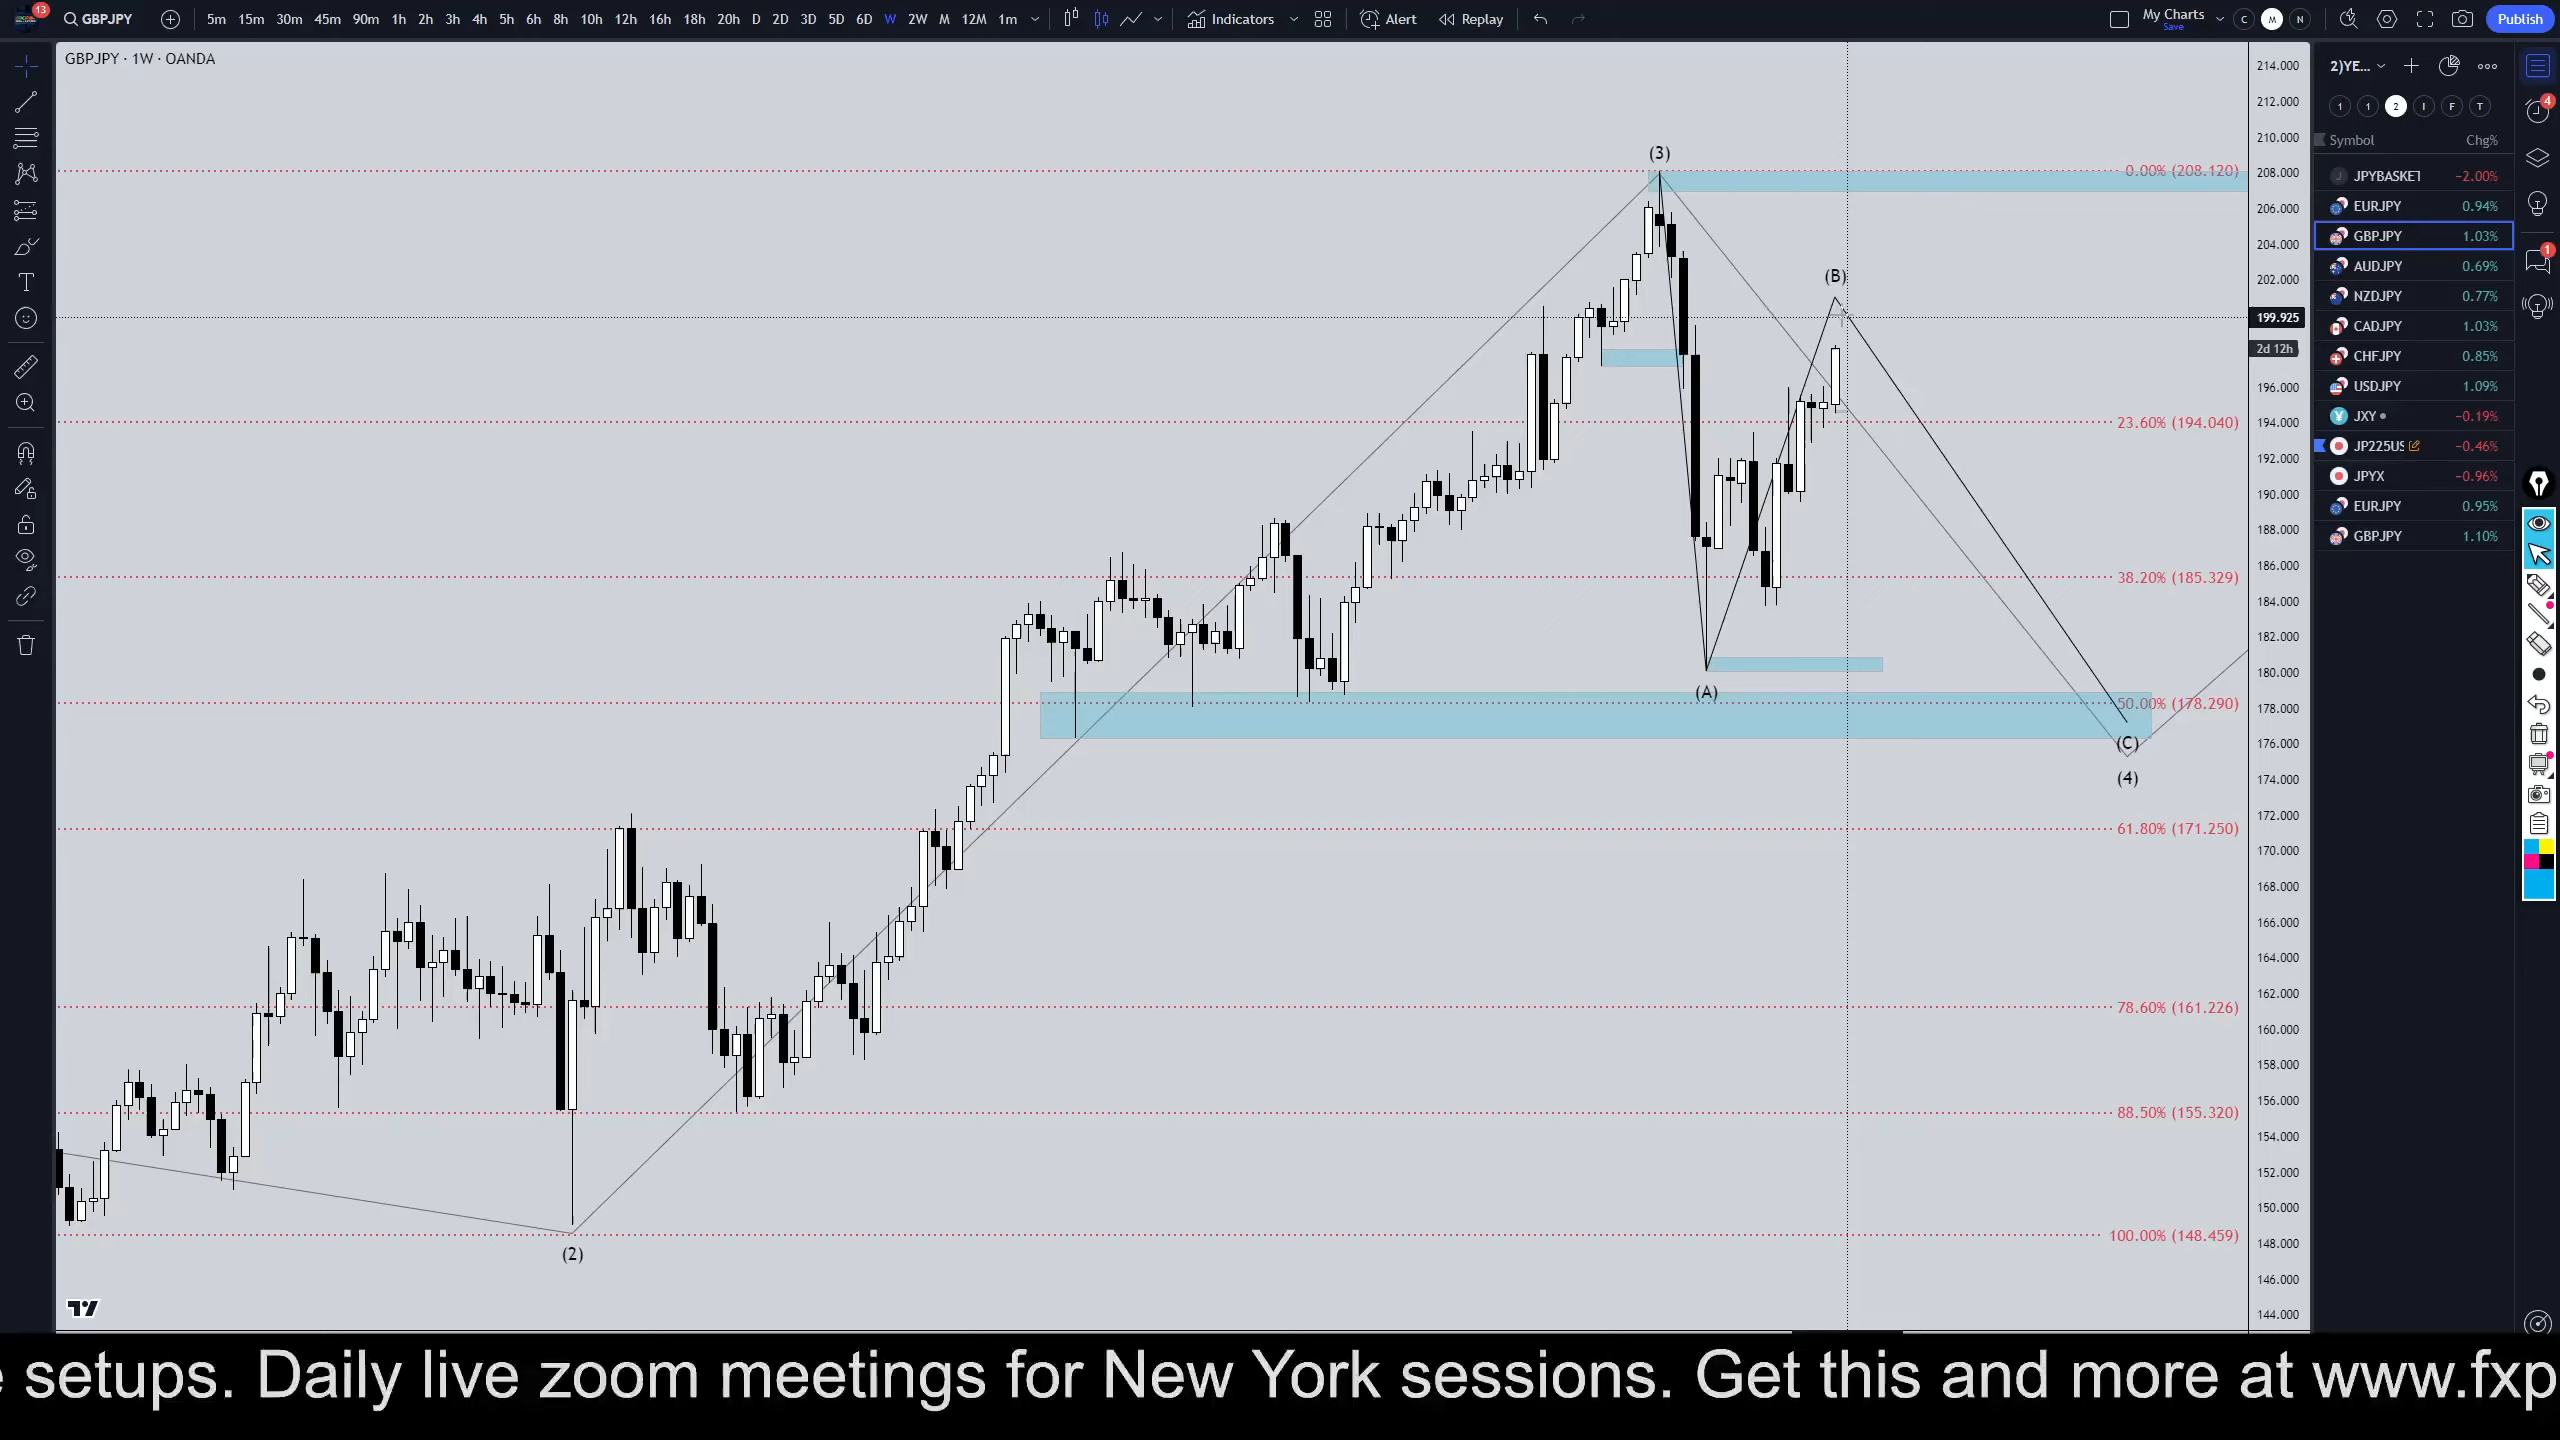 13
GBPJPY 5m 15m 30m 45m 90m 1h 2h 3h 4h 5h 6h 8h 10h 12h 16h 18h 20h D 2D 3D 5D 6D W 2W M 12M 1m Indicators Alert Replay My Charts C M N Publish
Save
GBPJPY · 1W · OANDA
214.000
212.000
210.000
208.000
206.000
204.000
202.000
199.925
2d 12h
196.000
194.000
192.000
190.000
188.000
186.000
184.000
182.000
180.000
178.000
176.000
174.000
172.000
170.000
168.000
166.000
164.000
162.000
160.000
158.000
156.000
154.000
152.000
150.000
148.000
146.000
144.000
(3)
0.00% (208.120)
(B)
23.60% (194.040)
38.20% (185.329)
(A)
50.00% (178.290)
(C)
(4)
61.80% (171.250)
78.60% (161.226)
88.50% (155.320)
100.00% (148.459)
(2)
2)YE...
1 1 2 I F T
Symbol Chg%
J JPYBASKET −2.00%
EURJPY 0.94%
GBPJPY 1.03%
AUDJPY 0.69%
NZDJPY 0.77%
CADJPY 1.03%
CHFJPY 0.85%
USDJPY 1.09%
¥ JXY −0.19%
JP225US −0.46%
JPYX −0.96%
EURJPY 0.95%
GBPJPY 1.10%
4
1
e setups. Daily live zoom meetings for New York sessions. Get this and more at www.fxp